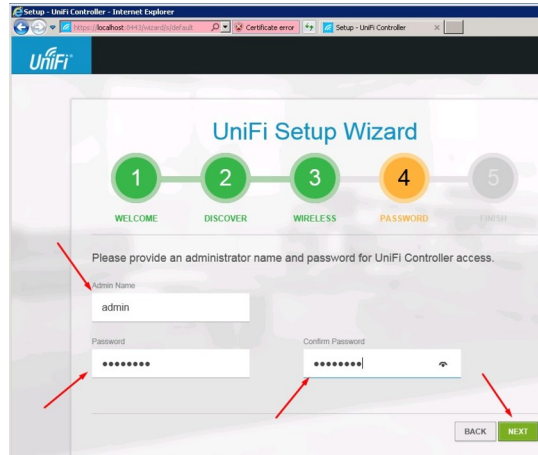 Setup - UniFi Controller - Internet Explorer
https://localhost:8443/wizard/s/default
Certificate error
Setup - UniFi Controller
UniFi
UniFi Setup Wizard
1 2 3 4 5
WELCOME DISCOVER WIRELESS PASSWORD FINISH
Please provide an administrator name and password for UniFi Controller access.
Admin Name
admin
Password Confirm Password
•••••••• ••••••••
BACK NEXT